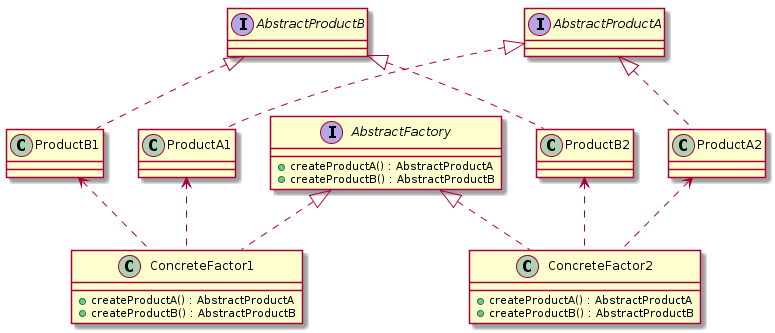 I AbstractProductB
I AbstractProductA
C ProductB1
C ProductA1
I AbstractFactory
createProductA() : AbstractProductA
createProductB() : AbstractProductB
C ProductB2
C ProductA2
C ConcreteFactor1
createProductA() : AbstractProductA
createProductB() : AbstractProductB
C ConcreteFactor2
createProductA() : AbstractProductA
createProductB() : AbstractProductB